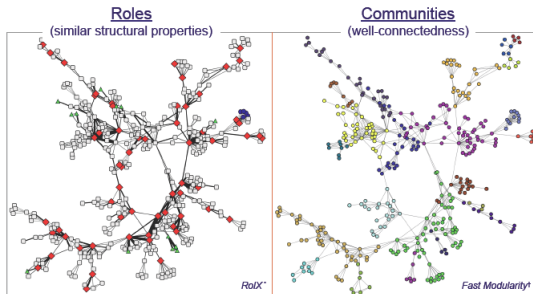 Roles
(similar structural properties)
Communities
(well-connectedness)
RolX*
Fast Modularity†